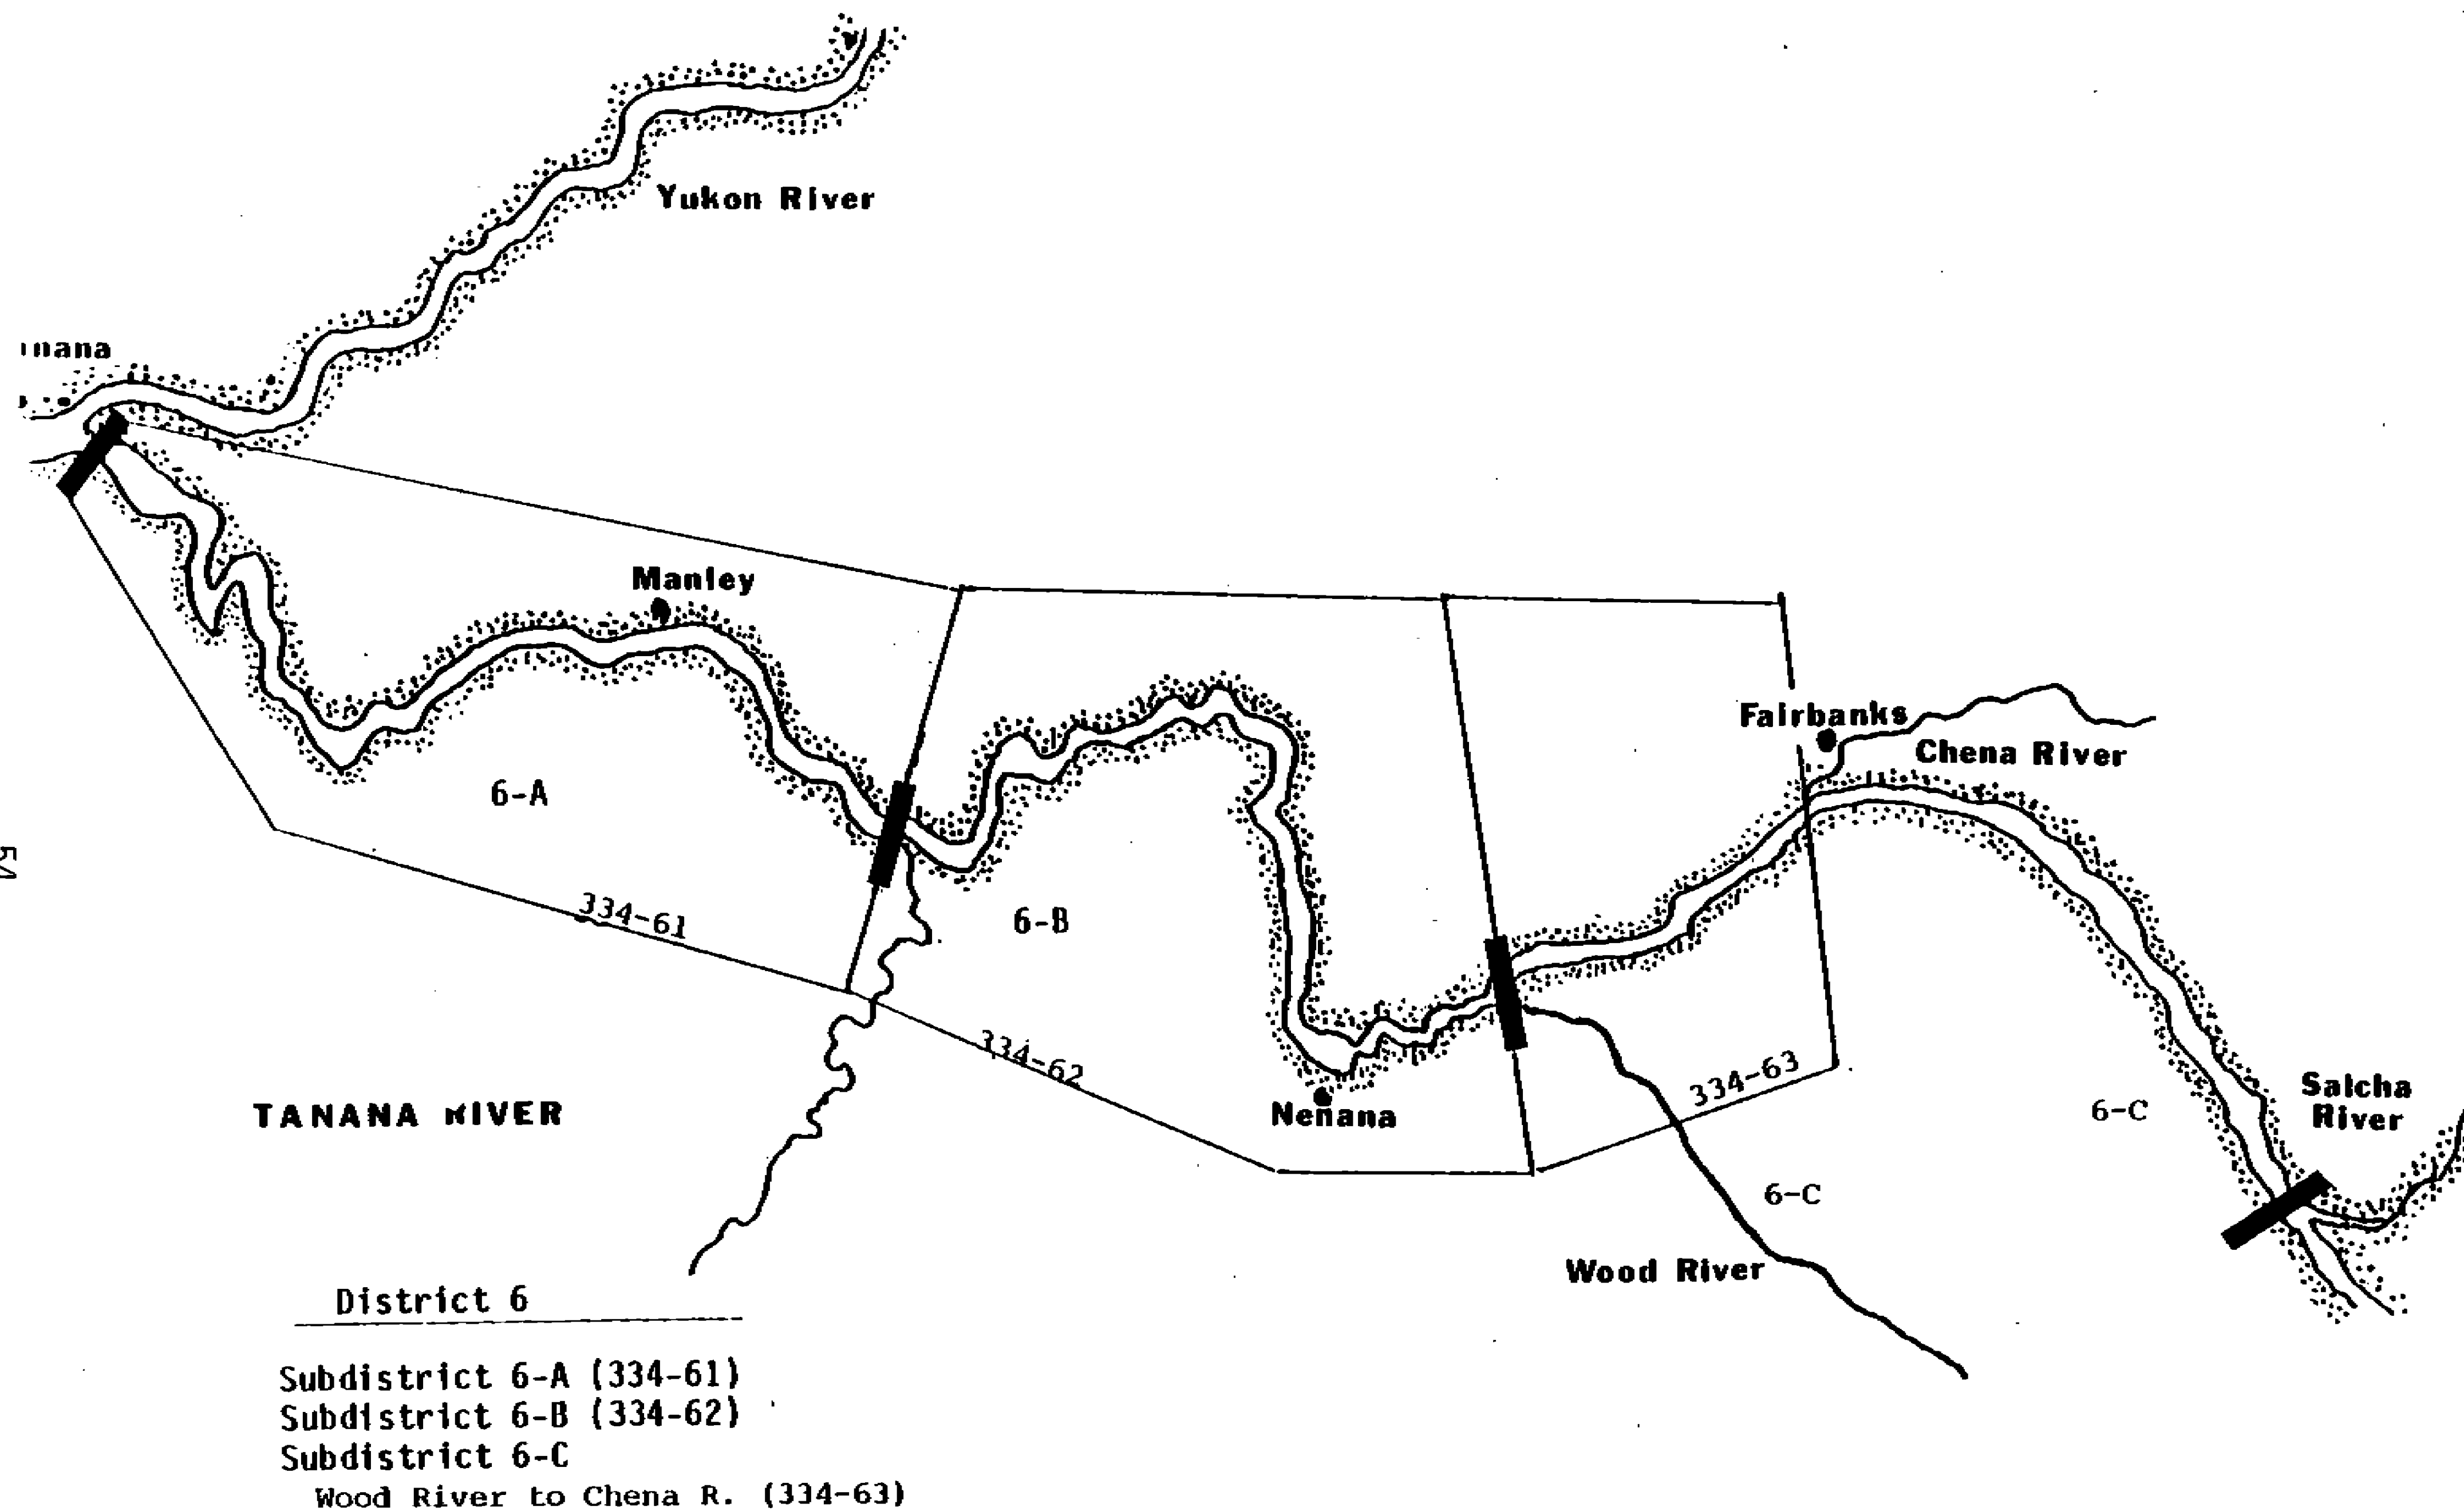 Yukon River
Manley
Fairbanks
Chena River
6-A
334-61
6-B
334-62
Nenana
334-63
6-C
Salcha
River
TANANA RIVER
6-C
Wood River
District 6
Subdistrict 6-A (334-61)
Subdistrict 6-B (334-62)
Subdistrict 6-C
Wood River to Chena R. (334-63)